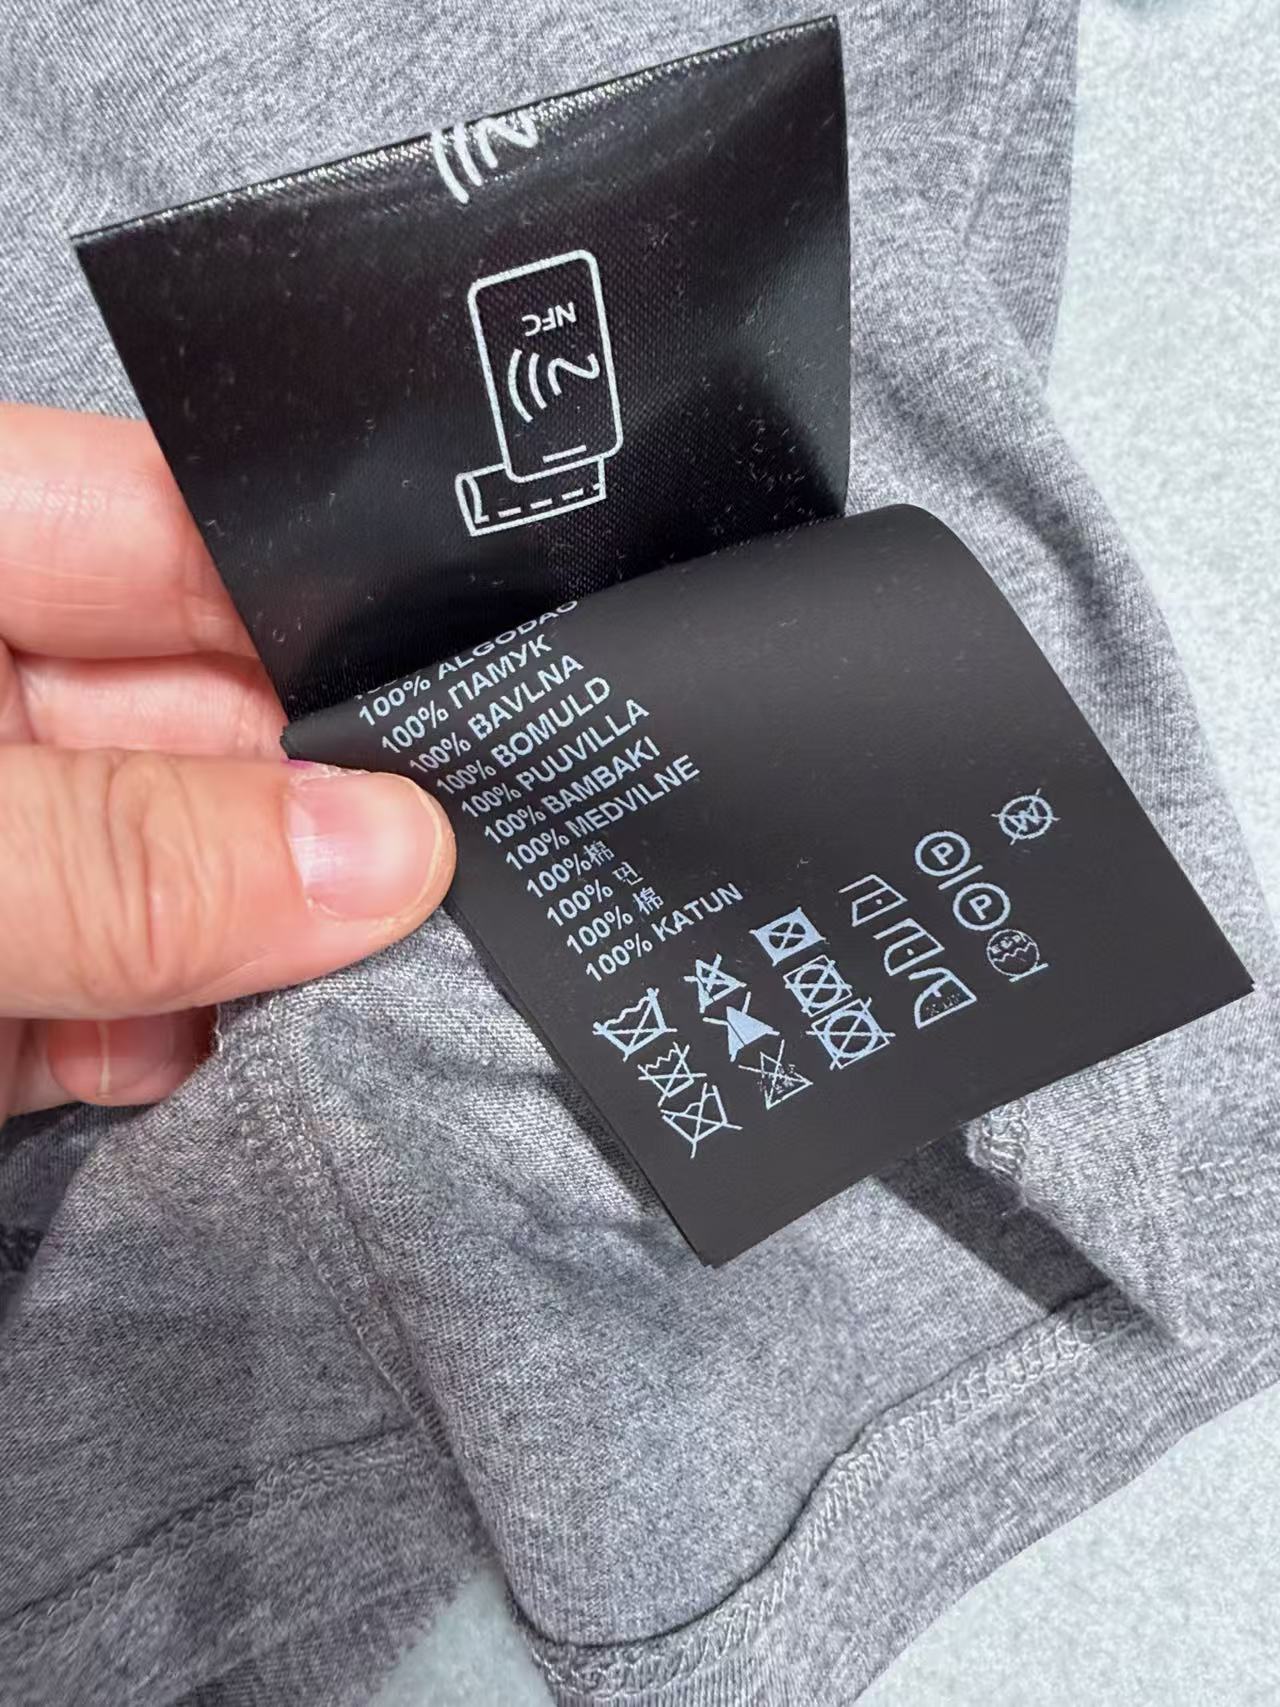 NFC
100% ALGODAO
100% ПАМУК
100% BAVLNA
100% BOMULD
100% PUUVILLA
100% BAMBAKI
100% MEDVILNE
100%棉
100% 면
100% 棉
100% KATUN
P
P
W